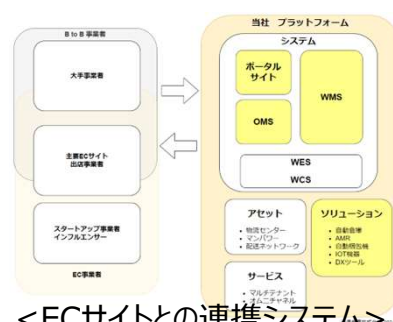 B to B 事業者
大手事業者
主要ECサイト
出店事業者
スタートアップ事業者
インフルエンサー
EC事業者
当社 プラットフォーム
システム
ポータル
サイト
WMS
OMS
WES
WCS
アセット
• 物流センター
• マンパワー
• 配送ネットワーク
ソリューション
• 自動倉庫
• AMR
• 自動梱包機
• IOT機器
• DXツール
サービス
• マルチテナント
• オムニチャネル
<ECサイトとの連携システム>